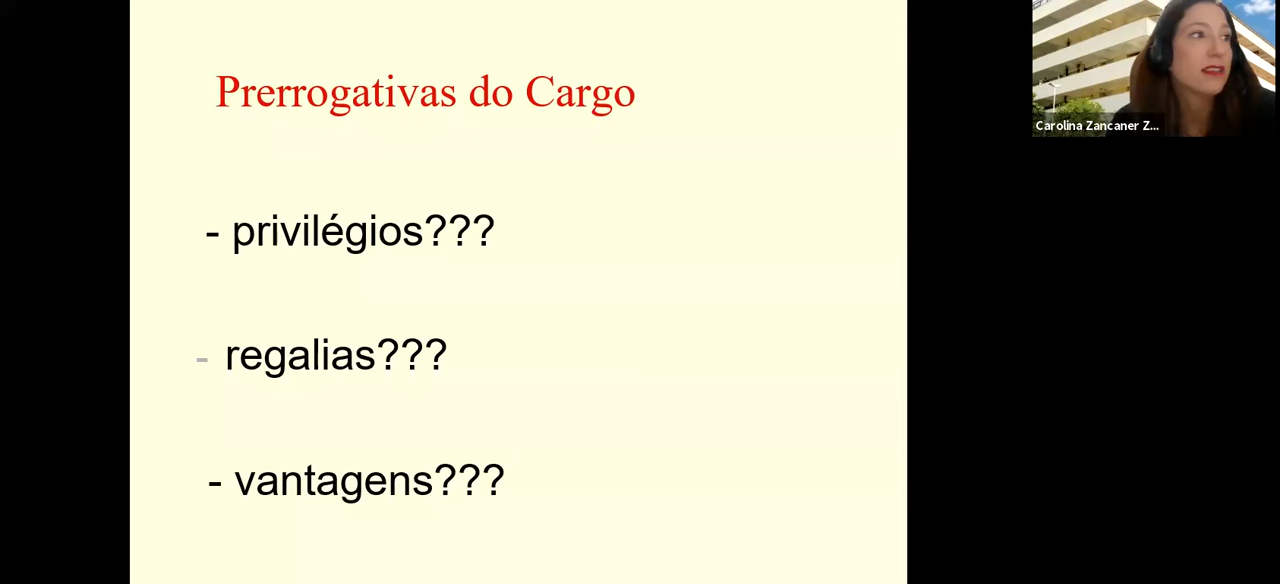 Prerrogativas do Cargo
- privilégios???
- regalias???
- vantagens???
Carolina Zancaner Z...